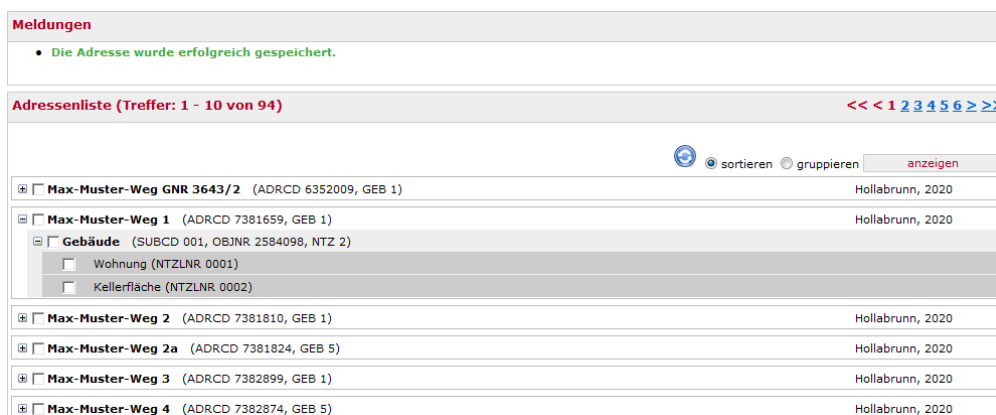 Meldungen
Die Adresse wurde erfolgreich gespeichert.
Adressenliste (Treffer: 1 - 10 von 94) << < 1 2 3 4 5 6 > >>
sortieren gruppieren anzeigen
Max-Muster-Weg GNR 3643/2 (ADRCD 6352009, GEB 1) Hollabrunn, 2020
Max-Muster-Weg 1 (ADRCD 7381659, GEB 1) Hollabrunn, 2020
Gebäude (SUBCD 001, OBJNR 2584098, NTZ 2)
Wohnung (NTZLNR 0001)
Kellerfläche (NTZLNR 0002)
Max-Muster-Weg 2 (ADRCD 7381810, GEB 1) Hollabrunn, 2020
Max-Muster-Weg 2a (ADRCD 7381824, GEB 5) Hollabrunn, 2020
Max-Muster-Weg 3 (ADRCD 7382899, GEB 1) Hollabrunn, 2020
Max-Muster-Weg 4 (ADRCD 7382874, GEB 5) Hollabrunn, 2020